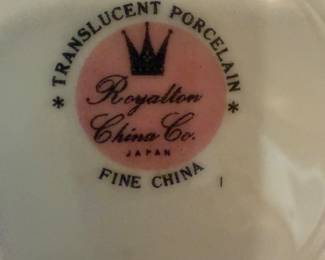 * TRANSLUCENT PORCELAIN *
Royalton
China Co.
JAPAN
FINE CHINA